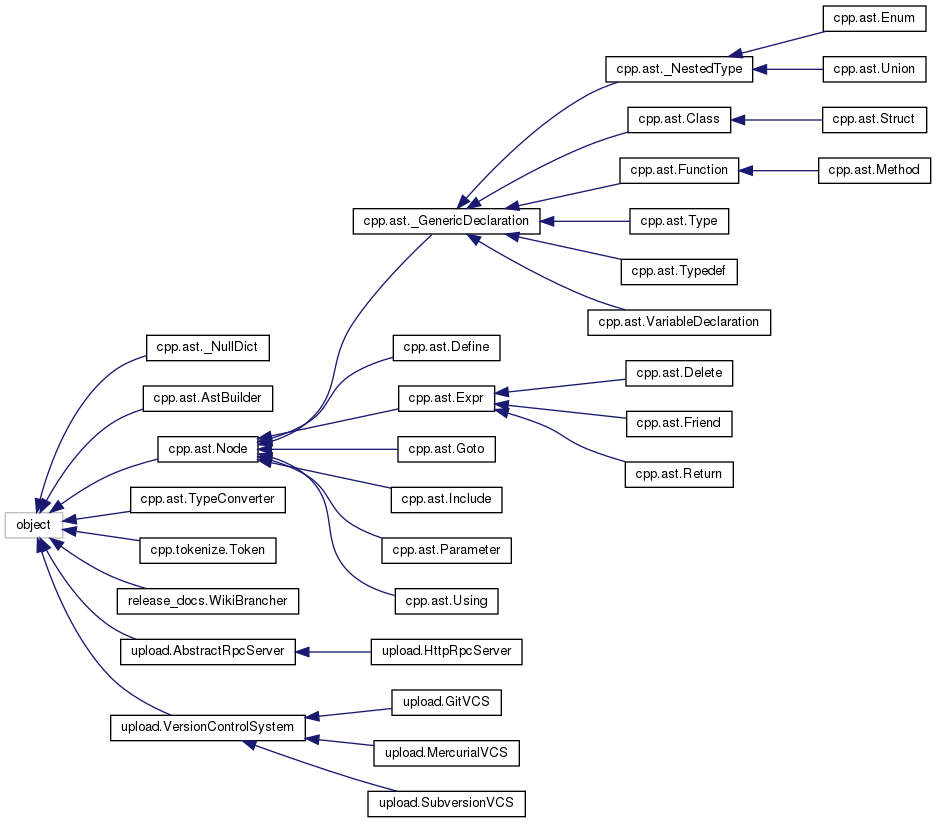 cpp.ast.Enum
cpp.ast._NestedType
cpp.ast.Union
cpp.ast.Class
cpp.ast.Struct
cpp.ast.Function
cpp.ast.Method
cpp.ast._GenericDeclaration
cpp.ast.Type
cpp.ast.Typedef
cpp.ast.VariableDeclaration
cpp.ast._NullDict
cpp.ast.Define
cpp.ast.Delete
cpp.ast.AstBuilder
cpp.ast.Expr
cpp.ast.Friend
cpp.ast.Node
cpp.ast.Goto
cpp.ast.Return
cpp.ast.TypeConverter
cpp.ast.Include
object
cpp.tokenize.Token
cpp.ast.Parameter
release_docs.WikiBrancher
cpp.ast.Using
upload.AbstractRpcServer
upload.HttpRpcServer
upload.GitVCS
upload.VersionControlSystem
upload.MercurialVCS
upload.SubversionVCS